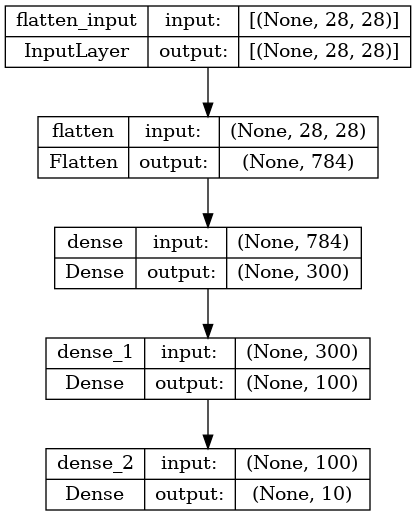 flatten_input input: [(None, 28, 28)]
InputLayer output: [(None, 28, 28)]
flatten input: (None, 28, 28)
Flatten output: (None, 784)
dense input: (None, 784)
Dense output: (None, 300)
dense_1 input: (None, 300)
Dense output: (None, 100)
dense_2 input: (None, 100)
Dense output: (None, 10)